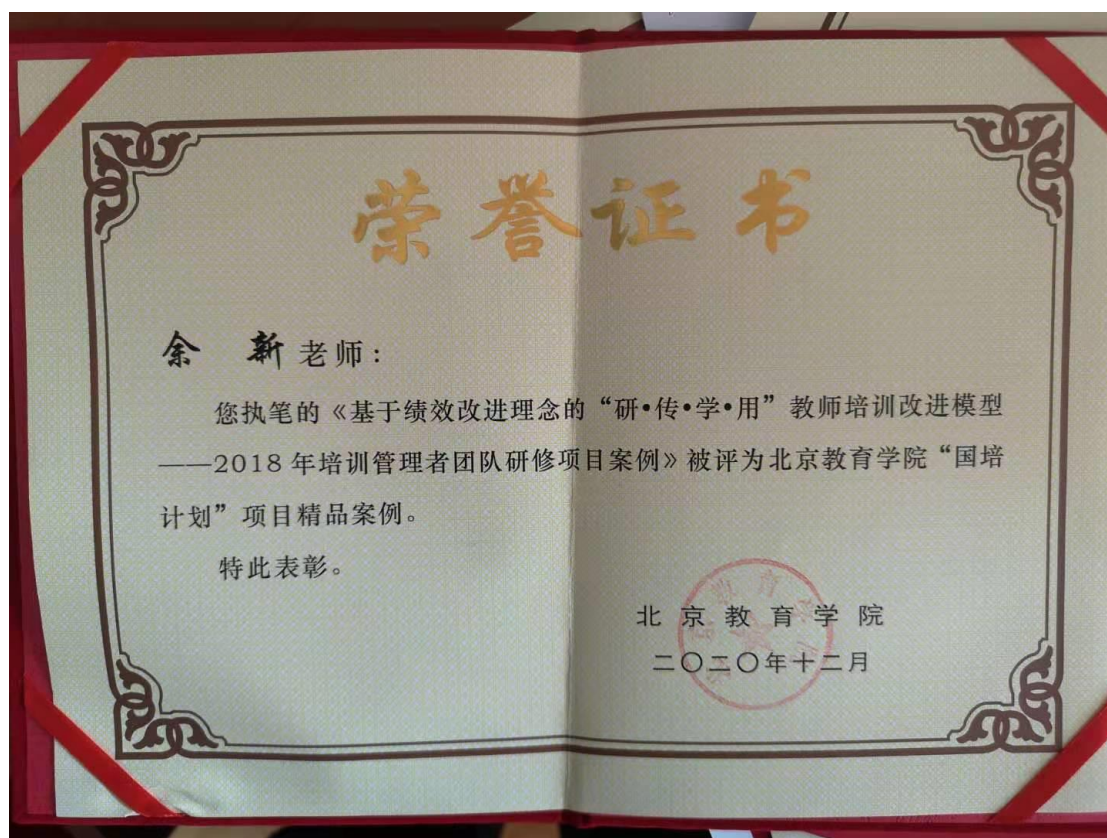 荣誉证书
余 新老师：
您执笔的《基于绩效改进理念的“研•传•学•用”教师培训改进模型
——2018年培训管理者团队研修项目案例》被评为北京教育学院“国培
计划”项目精品案例。
特此表彰。
北京教育学院
二〇二〇年十二月